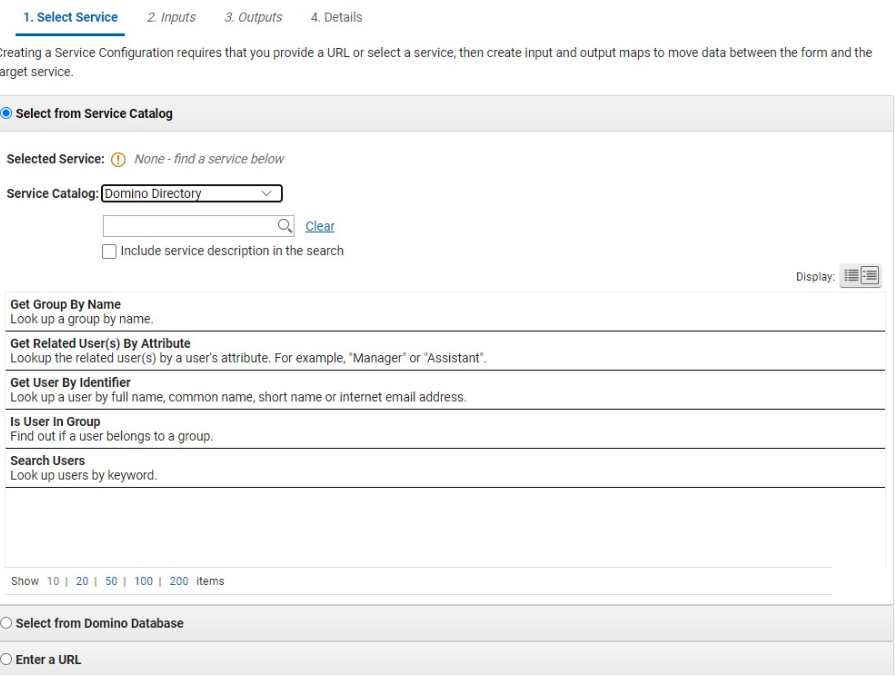 1. Select Service 2. Inputs 3. Outputs 4. Details
Creating a Service Configuration requires that you provide a URL or select a service, then create input and output maps to move data between the form and the
target service.
Select from Service Catalog
Selected Service: None - find a service below
Service Catalog: Domino Directory
Clear
Include service description in the search
Display:
Get Group By Name
Look up a group by name.
Get Related User(s) By Attribute
Lookup the related user(s) by a user's attribute. For example, "Manager" or "Assistant".
Get User By Identifier
Look up a user by full name, common name, short name or internet email address.
Is User In Group
Find out if a user belongs to a group.
Search Users
Look up users by keyword.
Show 10 | 20 | 50 | 100 | 200 items
Select from Domino Database
Enter a URL